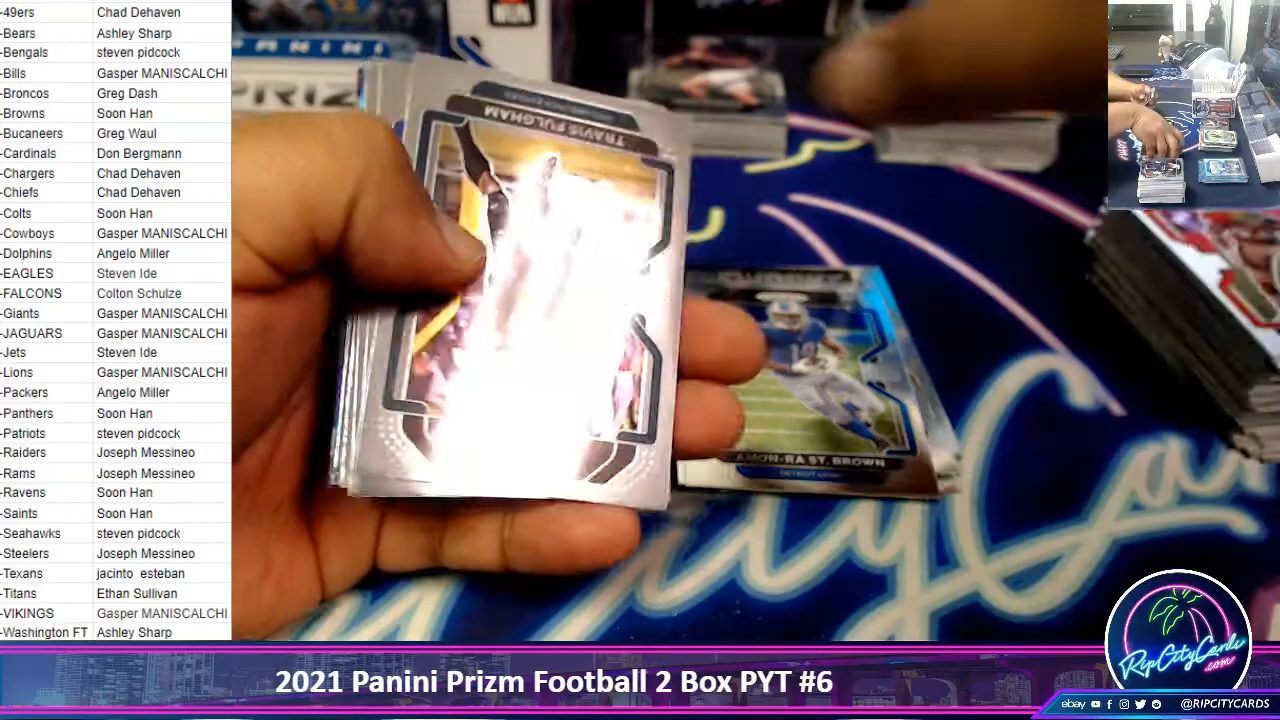 -49ers Chad Dehaven
-Bears Ashley Sharp
-Bengals steven pidcock
-Bills Gasper MANISCALCHI
-Broncos Greg Dash
-Browns Soon Han
-Bucaneers Greg Waul
-Cardinals Don Bergmann
-Chargers Chad Dehaven
-Chiefs Chad Dehaven
-Colts Soon Han
-Cowboys Gasper MANISCALCHI
-Dolphins Angelo Miller
-EAGLES Steven Ide
-FALCONS Colton Schulze
-Giants Gasper MANISCALCHI
-JAGUARS Gasper MANISCALCHI
-Jets Steven Ide
-Lions Gasper MANISCALCHI
-Packers Angelo Miller
-Panthers Soon Han
-Patriots steven pidcock
-Raiders Joseph Messineo
-Rams Joseph Messineo
-Ravens Soon Han
-Saints Soon Han
-Seahawks steven pidcock
-Steelers Joseph Messineo
-Texans jacinto esteban
-Titans Ethan Sullivan
-VIKINGS Gasper MANISCALCHI
-Washington FT Ashley Sharp
PANINI
PRIZM
TRAVIS FULGHAM
AMON-RA ST. BROWN
DETROIT LIONS
RipCityCards
.com
2021 Panini Prizm Football 2 Box PYT #6
ebay @RIPCITYCARDS